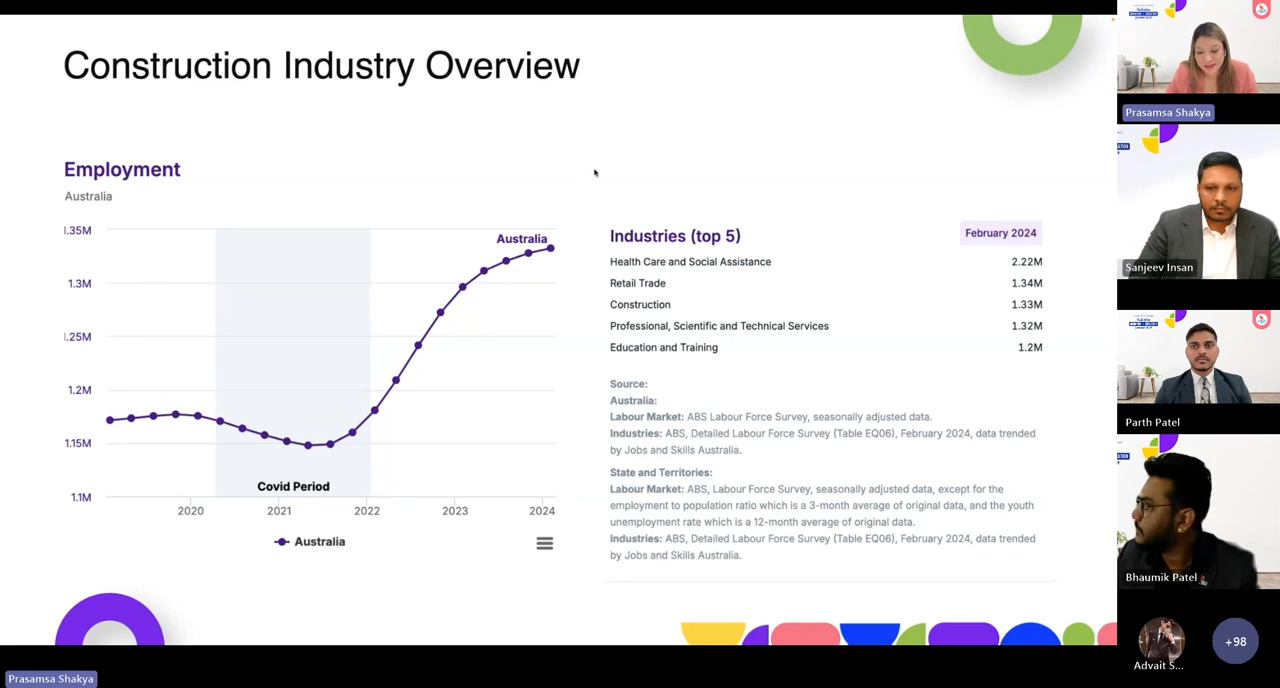 Construction Industry Overview
Employment
Australia
1.35M
1.3M
1.25M
1.2M
1.15M
1.1M
Australia
Covid Period
2020 2021 2022 2023 2024
Australia
Industries (top 5) February 2024
Health Care and Social Assistance 2.22M
Retail Trade 1.34M
Construction 1.33M
Professional, Scientific and Technical Services 1.32M
Education and Training 1.2M
Source:
Australia:
Labour Market: ABS Labour Force Survey, seasonally adjusted data.
Industries: ABS, Detailed Labour Force Survey (Table EQ06), February 2024, data trended
by Jobs and Skills Australia.
State and Territories:
Labour Market: ABS, Labour Force Survey, seasonally adjusted data, except for the
employment to population ratio which is a 3-month average of original data, and the youth
unemployment rate which is a 12-month average of original data.
Industries: ABS, Detailed Labour Force Survey (Table EQ06), February 2024, data trended
by Jobs and Skills Australia.
Prasamsa Shakya
Prasamsa Shakya
Sanjeev Insan
Parth Patel
Bhaumik Patel
Advait S...
+98